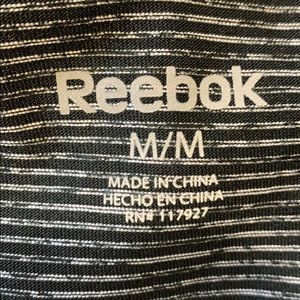 Reebok
M/M
MADE IN CHINA
HECHO EN CHINA
RN# 117927